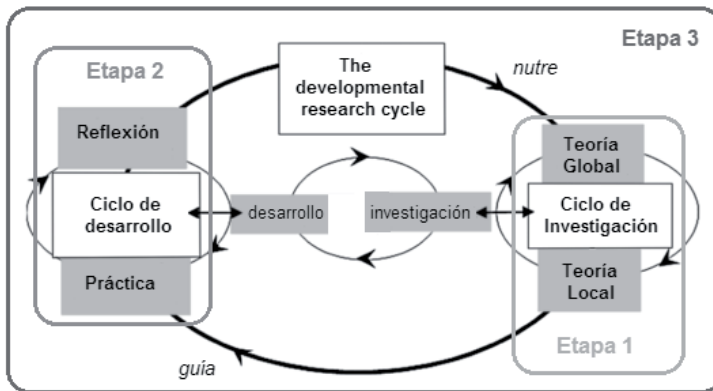 Etapa 3
Etapa 2
The
developmental
research cycle
nutre
Reflexión
Teoría
Global
Ciclo de
desarrollo
desarrollo
investigación
Ciclo de
Investigación
Práctica
Teoría
Local
Etapa 1
guía